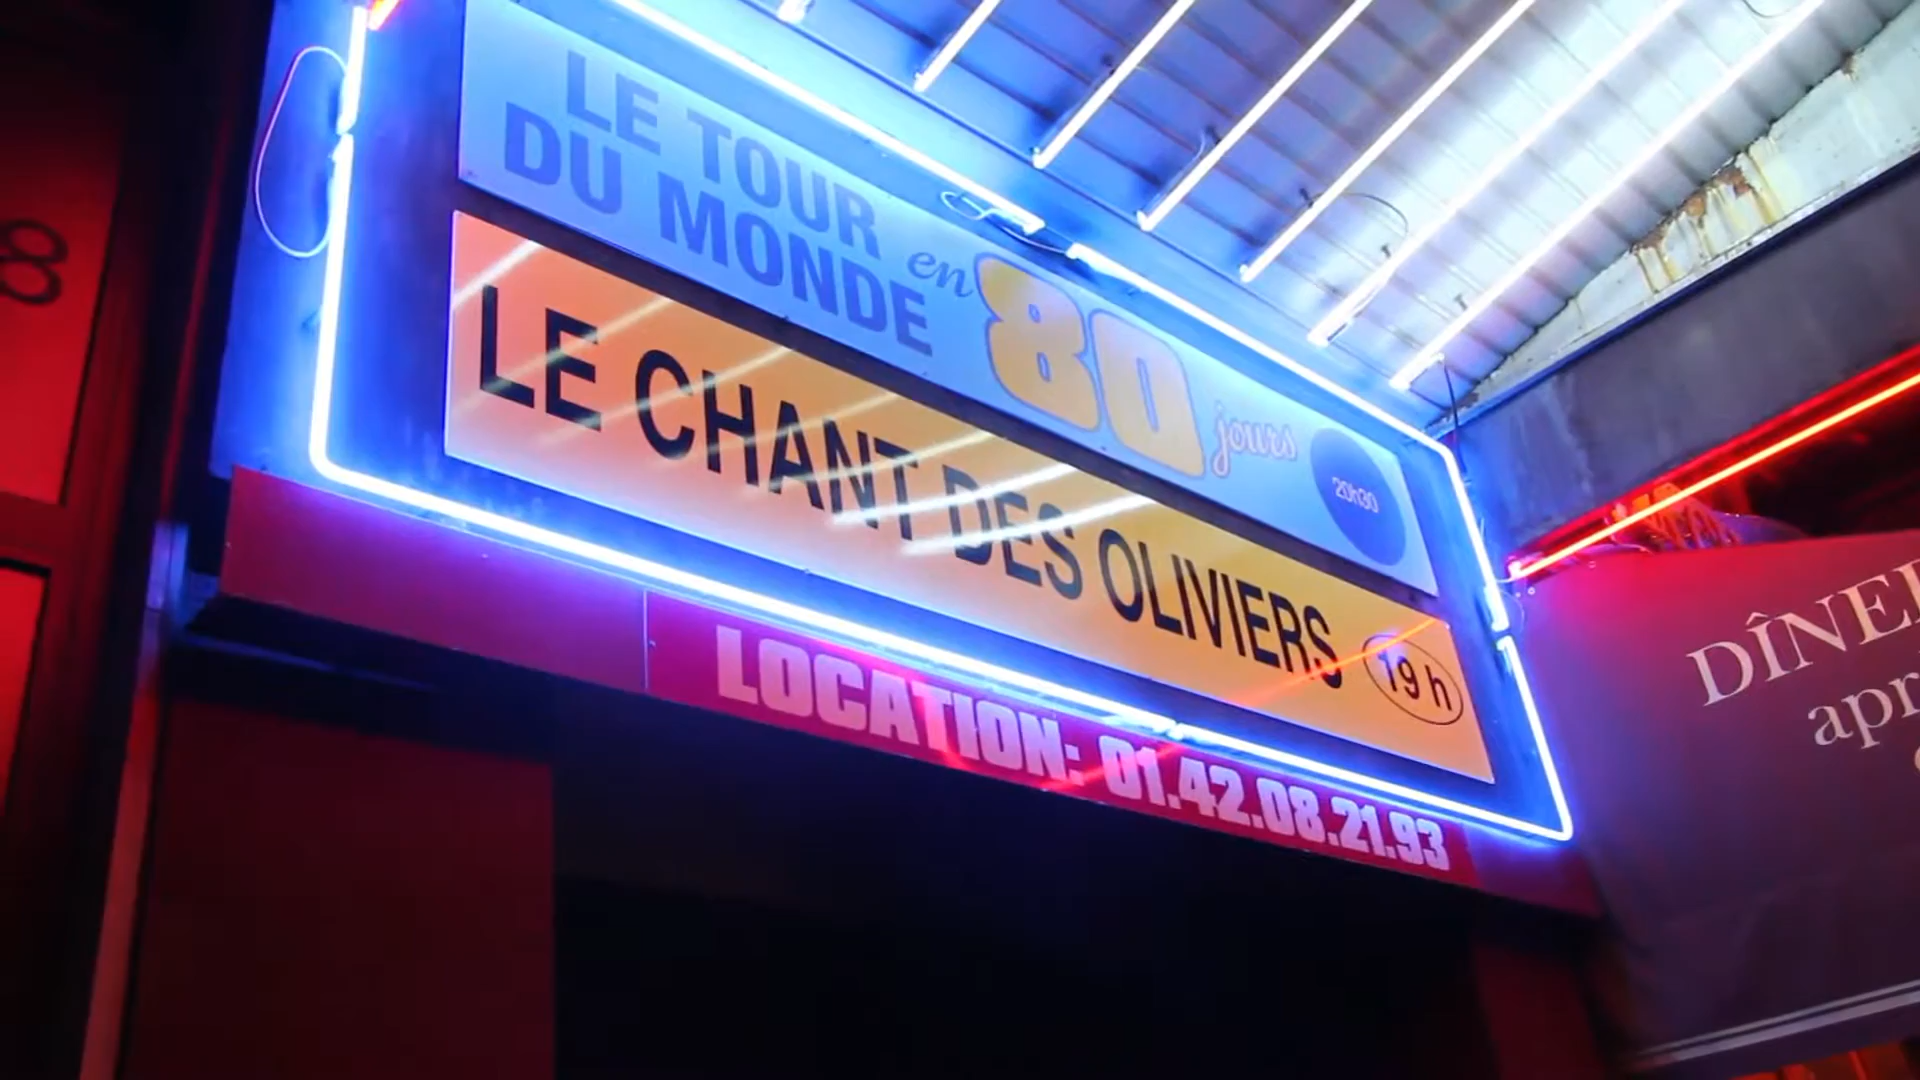 LE TOUR
DU MONDE en 80 jours
20h30
LE CHANT DES OLIVIERS 19 h
LOCATION: 01.42.08.21.93
8
DÎNE
apr